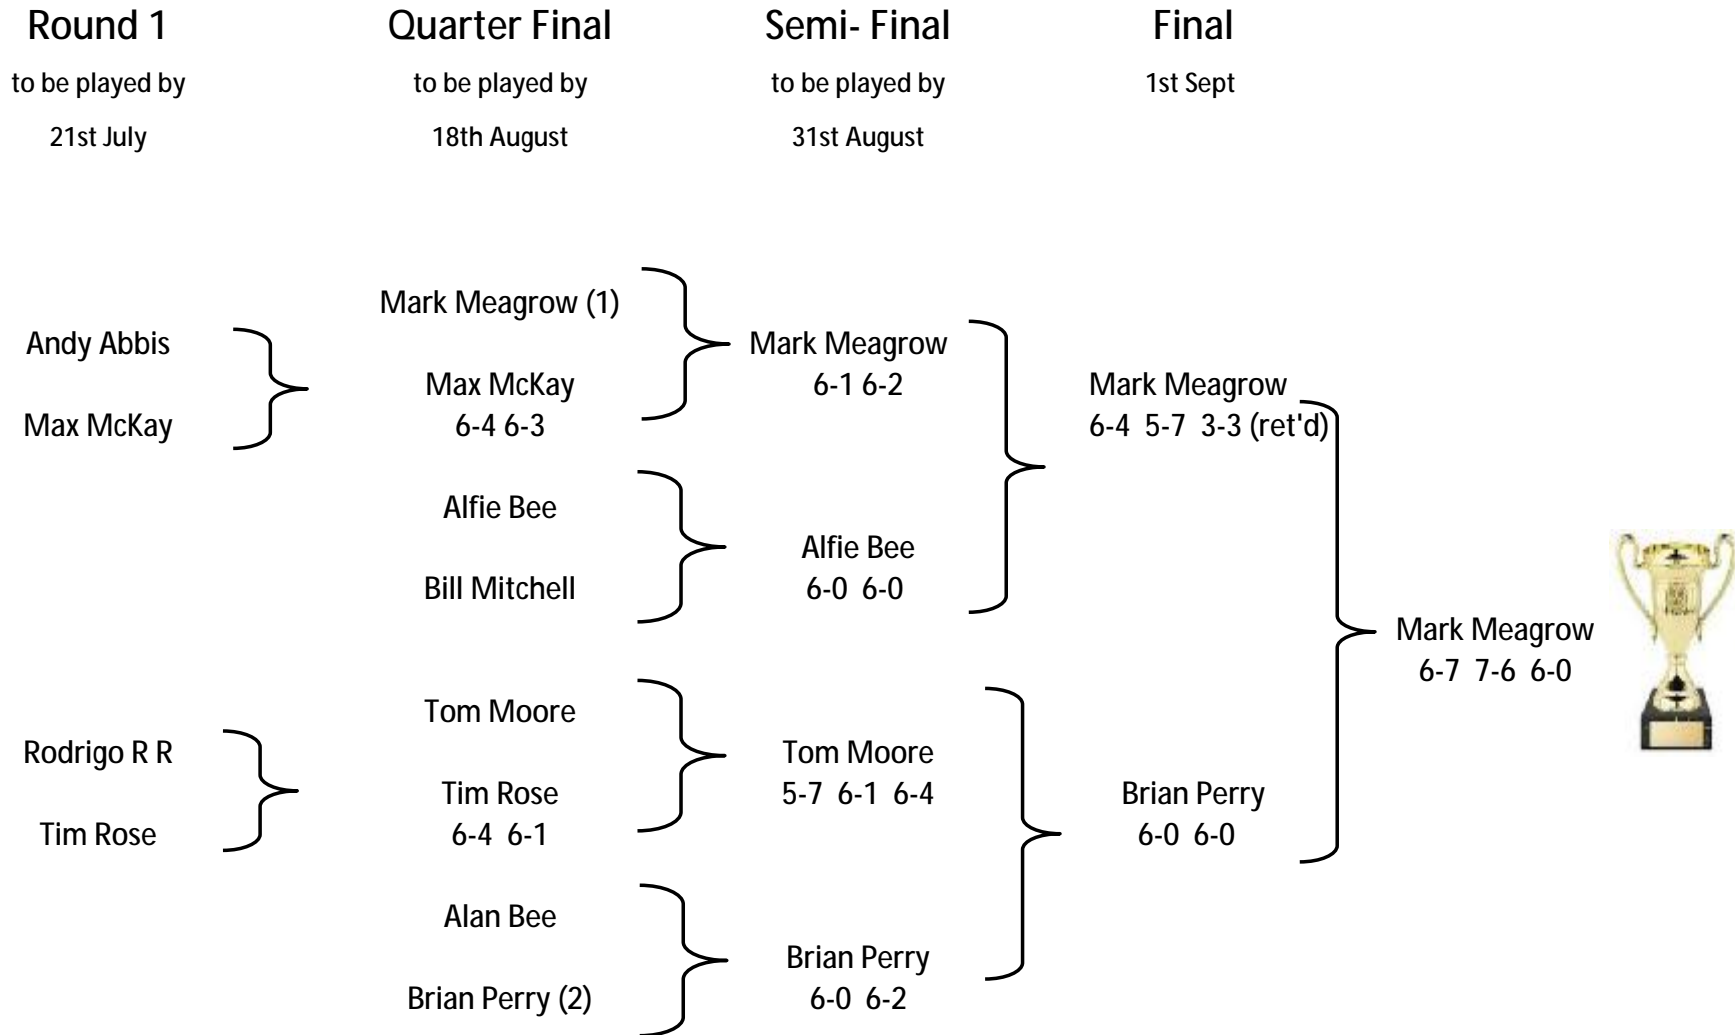 Round 1
to be played by
21st July
Quarter Final
to be played by
18th August
Semi- Final
to be played by
31st August
Final
1st Sept
Andy Abbis
Max McKay
Rodrigo R R
Tim Rose
Mark Meagrow (1)
Max McKay
6-4 6-3
Alfie Bee
Bill Mitchell
Tom Moore
Tim Rose
6-4 6-1
Alan Bee
Brian Perry (2)
Mark Meagrow
6-1 6-2
Alfie Bee
6-0 6-0
Tom Moore
5-7 6-1 6-4
Brian Perry
6-0 6-2
Mark Meagrow
6-4 5-7 3-3 (ret'd)
Brian Perry
6-0 6-0
Mark Meagrow
6-7 7-6 6-0